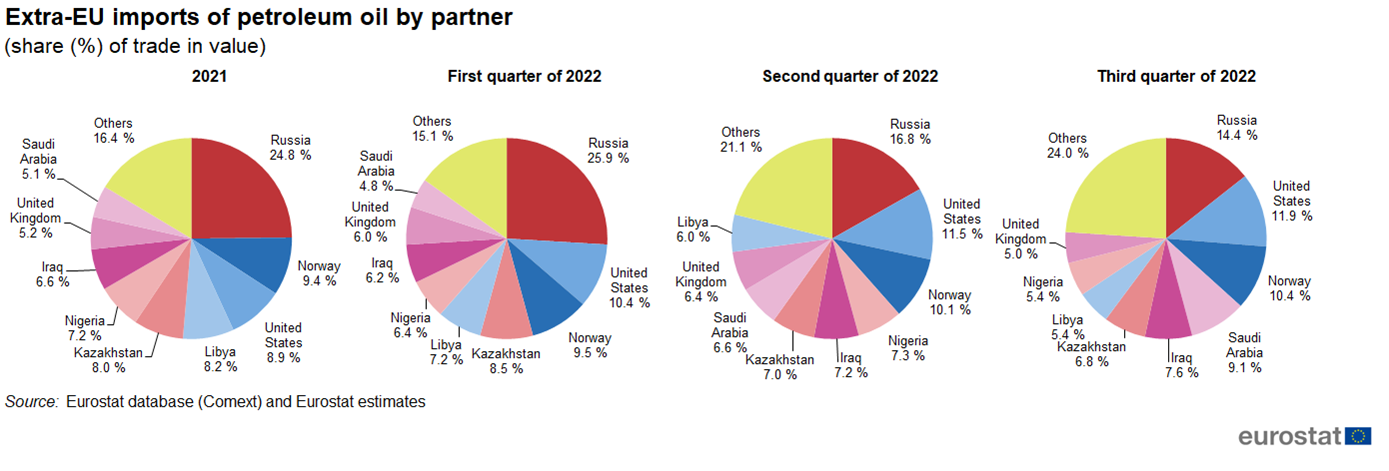 Extra-EU imports of petroleum oil by partner
(share (%) of trade in value)
2021
Others
16.4 %
Russia
24.8 %
Saudi
Arabia
5.1 %
United
Kingdom
5.2 %
Iraq
6.6 %
Nigeria
7.2 %
Kazakhstan
8.0 %
Libya
8.2 %
United
States
8.9 %
Norway
9.4 %
First quarter of 2022
Others
15.1 %
Russia
25.9 %
Saudi
Arabia
4.8 %
United
Kingdom
6.0 %
Iraq
6.2 %
Nigeria
6.4 %
Libya
7.2 %
Kazakhstan
8.5 %
Norway
9.5 %
United
States
10.4 %
Second quarter of 2022
Others
21.1 %
Russia
16.8 %
Libya
6.0 %
United
Kingdom
6.4 %
Saudi
Arabia
6.6 %
Kazakhstan
7.0 %
Iraq
7.2 %
Nigeria
7.3 %
Norway
10.1 %
United
States
11.5 %
Third quarter of 2022
Others
24.0 %
Russia
14.4 %
United
Kingdom
5.0 %
Nigeria
5.4 %
Libya
5.4 %
Kazakhstan
6.8 %
Iraq
7.6 %
Saudi
Arabia
9.1 %
Norway
10.4 %
United
States
11.9 %
Source: Eurostat database (Comext) and Eurostat estimates
eurostat